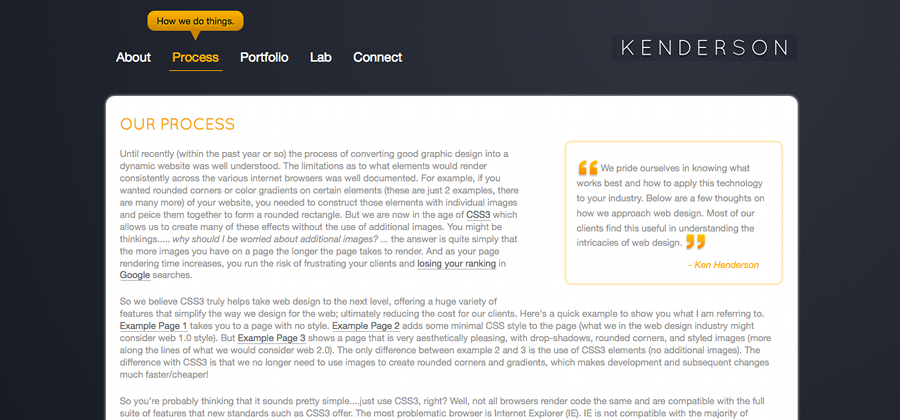 How we do things.
About Process Portfolio Lab Connect
KENDERSON
OUR PROCESS
Until recently (within the past year or so) the process of converting good graphic design into a
dynamic website was well understood. The limitations as to what elements would render
consistently across the various internet browsers was well documented. For example, if you
wanted rounded corners or color gradients on certain elements (these are just 2 examples, there
are many more) of your website, you needed to construct those elements with individual images
and peice them together to form a rounded rectangle. But we are now in the age of CSS3 which
allows us to create many of these effects without the use of additional images. You might be
thinkings..... why should I be worried about additional images? ... the answer is quite simply that
the more images you have on a page the longer the page takes to render. And as your page
rendering time increases, you run the risk of frustrating your clients and losing your ranking in
Google searches.
“ We pride ourselves in knowing what
works best and how to apply this technology
to your industry. Below are a few thoughts on
how we approach web design. Most of our
clients find this useful in understanding the
intricacies of web design. ”
- Ken Henderson
So we believe CSS3 truly helps take web design to the next level, offering a huge variety of
features that simplify the way we design for the web; ultimately reducing the cost for our clients. Here's a quick example to show you what I am referring to.
Example Page 1 takes you to a page with no style. Example Page 2 adds some minimal CSS style to the page (what we in the web design industry might
consider web 1.0 style). But Example Page 3 shows a page that is very aesthetically pleasing, with drop-shadows, rounded corners, and styled images (more
along the lines of what we would consider web 2.0). The only difference between example 2 and 3 is the use of CSS3 elements (no additional images). The
difference with CSS3 is that we no longer need to use images to create rounded corners and gradients, which makes development and subsequent changes
much faster/cheaper!
So you're probably thinking that it sounds pretty simple....just use CSS3, right? Well, not all browsers render code the same and are compatible with the full
suite of features that new standards such as CSS3 offer. The most problematic browser is Internet Explorer (IE). IE is not compatible with the majority of